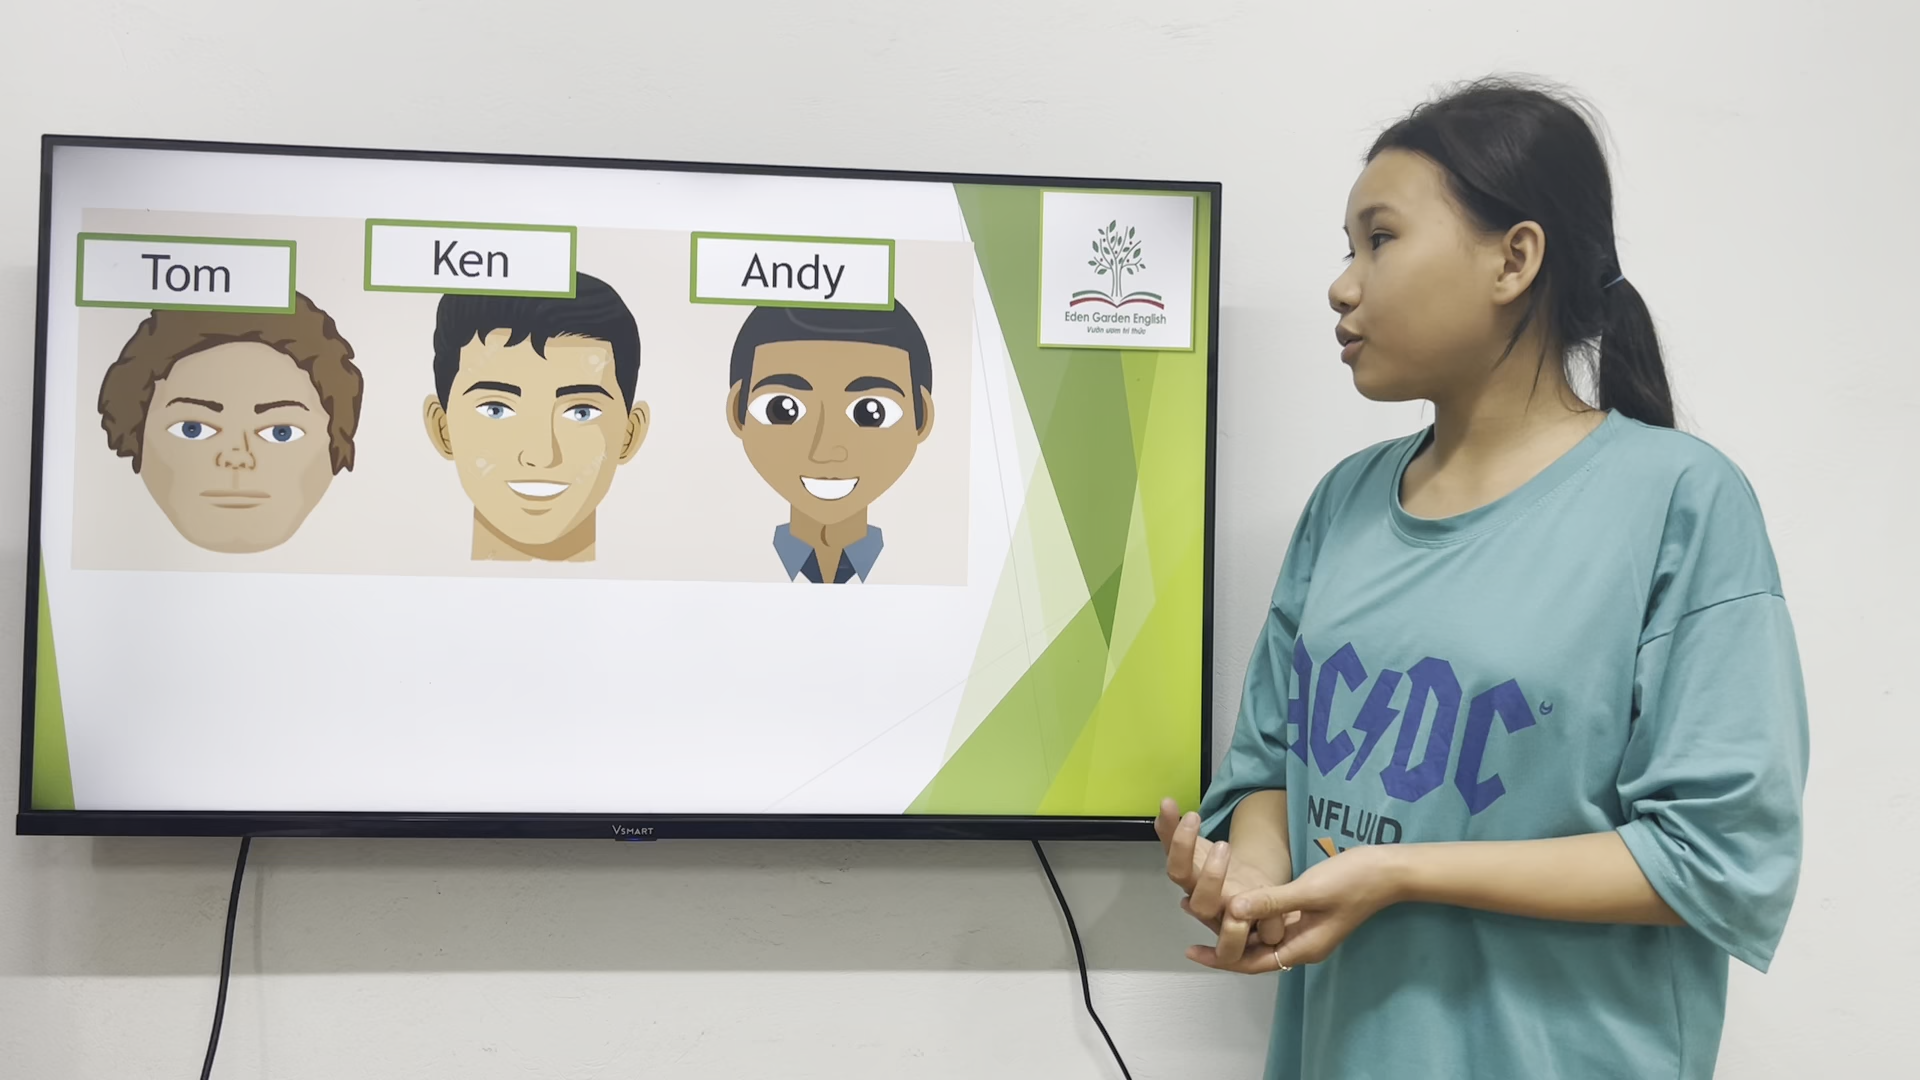 Tom
Ken
Andy
Eden Garden English
Vườn ươm tri thức
VSMART
AC/DC
NFLUID